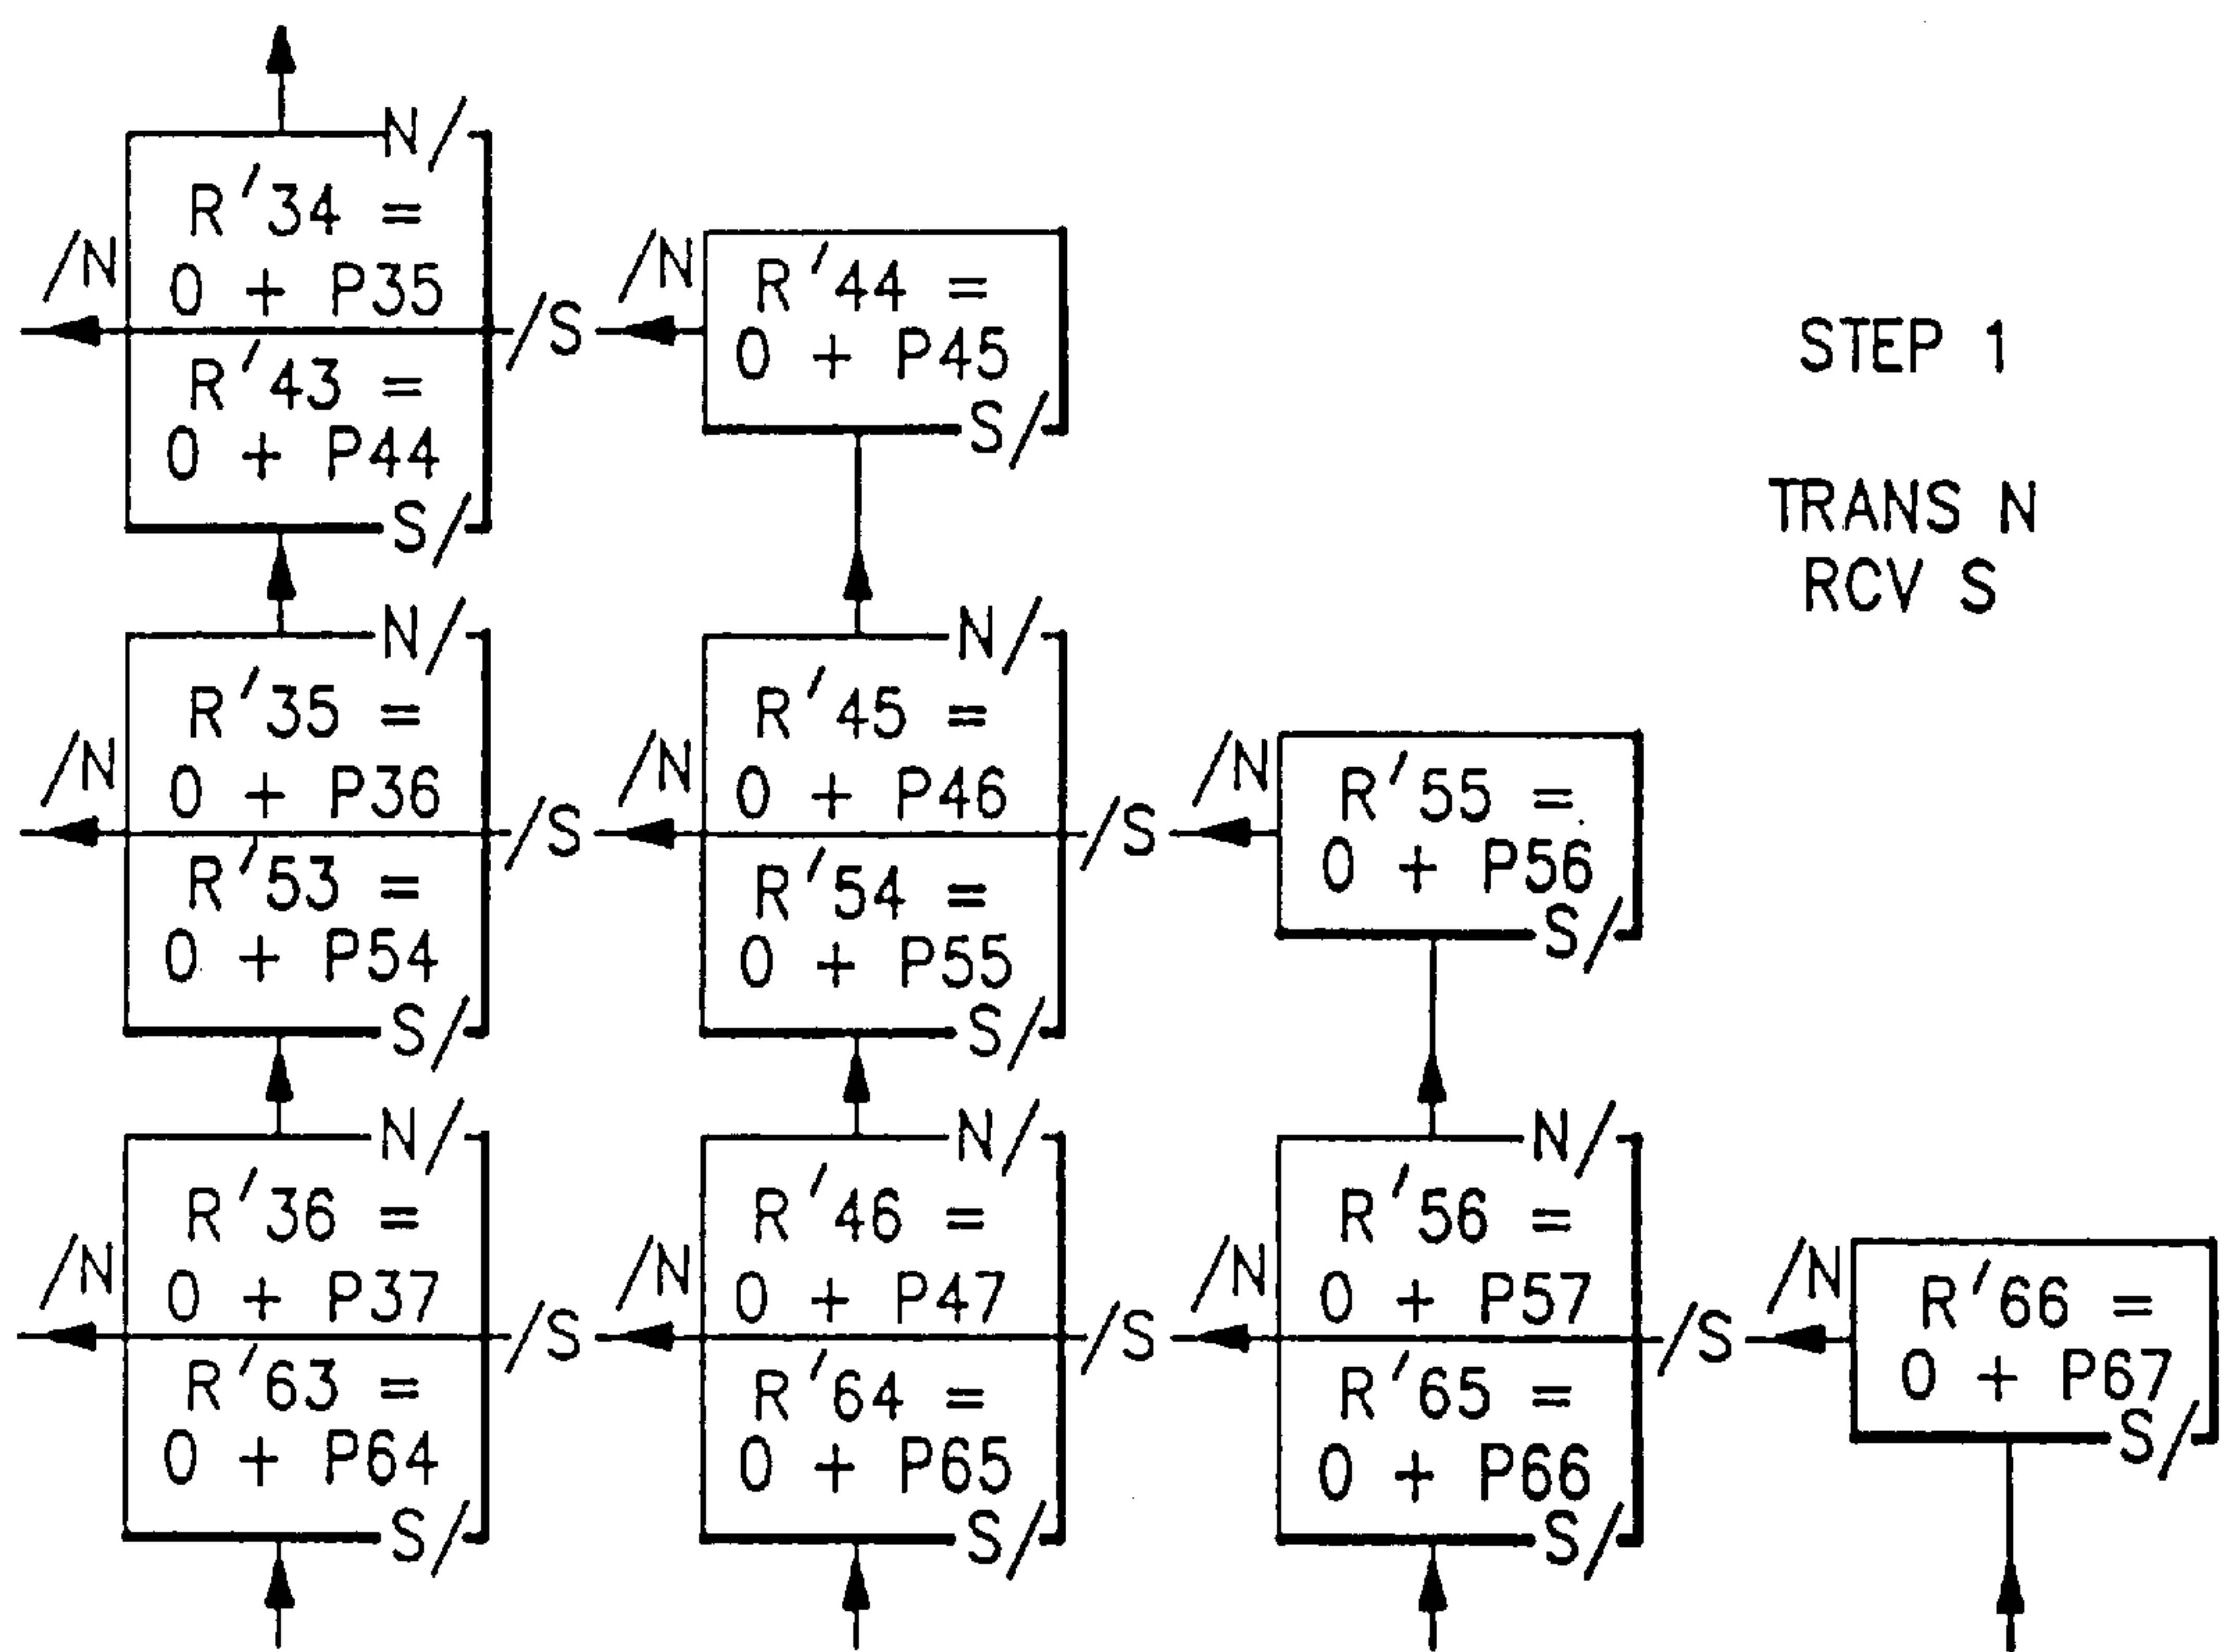 N/
R'34 =
/N
0 + P35
/S
R'43 =
0 + P44
S/
/N
R'44 =
0 + P45
S/
STEP 1
TRANS N
RCV S
N/
R'35 =
/N
0 + P36
/S
R'53 =
0 + P54
S/
N/
R'45 =
/N
0 + P46
/S
R'54 =
0 + P55
S/
/N
R'55 =
0 + P56
S/
N/
R'36 =
/N
0 + P37
/S
R'63 =
0 + P64
S/
N/
R'46 =
/N
0 + P47
/S
R'64 =
0 + P65
S/
N/
R'56 =
/N
0 + P57
/S
R'65 =
0 + P66
S/
/N
R'66 =
0 + P67
S/